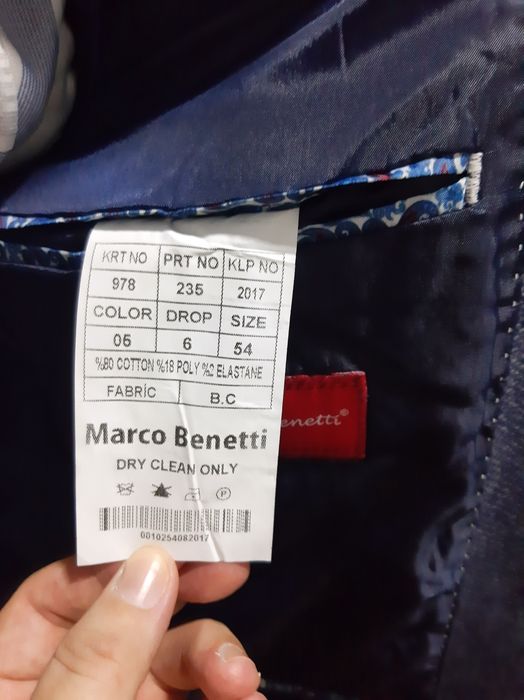 KRT NO PRT NO KLP NO
978 235 2017
COLOR DROP SIZE
05 6 54
%80 COTTON %18 POLY %2 ELASTANE
FABRİC B.C
Marco Benetti
enetti®
DRY CLEAN ONLY
P
0010254082017